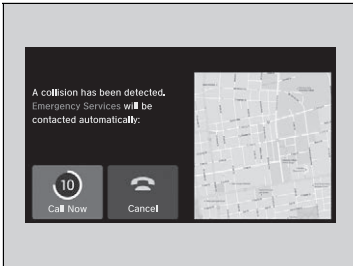 A collision has been detected.
Emergency Services will be
contacted automatically:
10
Call Now
Cancel